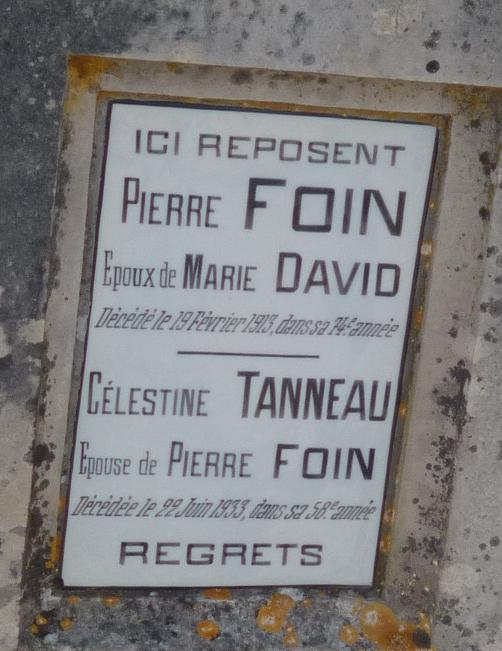 ICI REPOSENT
PIERRE FOIN
Epoux de MARIE DAVID
Décédé le 19 Février 1913, dans sa 74e année
CÉLESTINE TANNEAU
Epouse de PIERRE FOIN
Décédée le 22 Juin 1933, dans sa 58e année
REGRETS